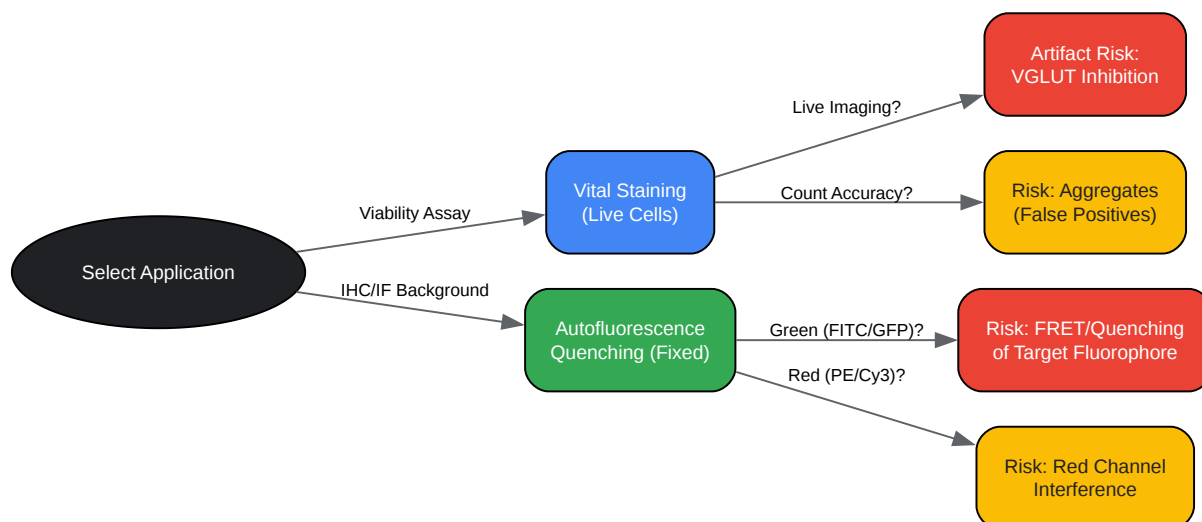 Artifact Risk:
VGLUT Inhibition
Live Imaging?
Vital Staining
(Live Cells)
Count Accuracy?
Risk: Aggregates
(False Positives)
Viability Assay
Select Application
IHC/IF Background
Autofluorescence
Quenching (Fixed)
Green (FITC/GFP)?
Risk: FRET/Quenching
of Target Fluorophore
Red (PE/Cy3)?
Risk: Red Channel
Interference